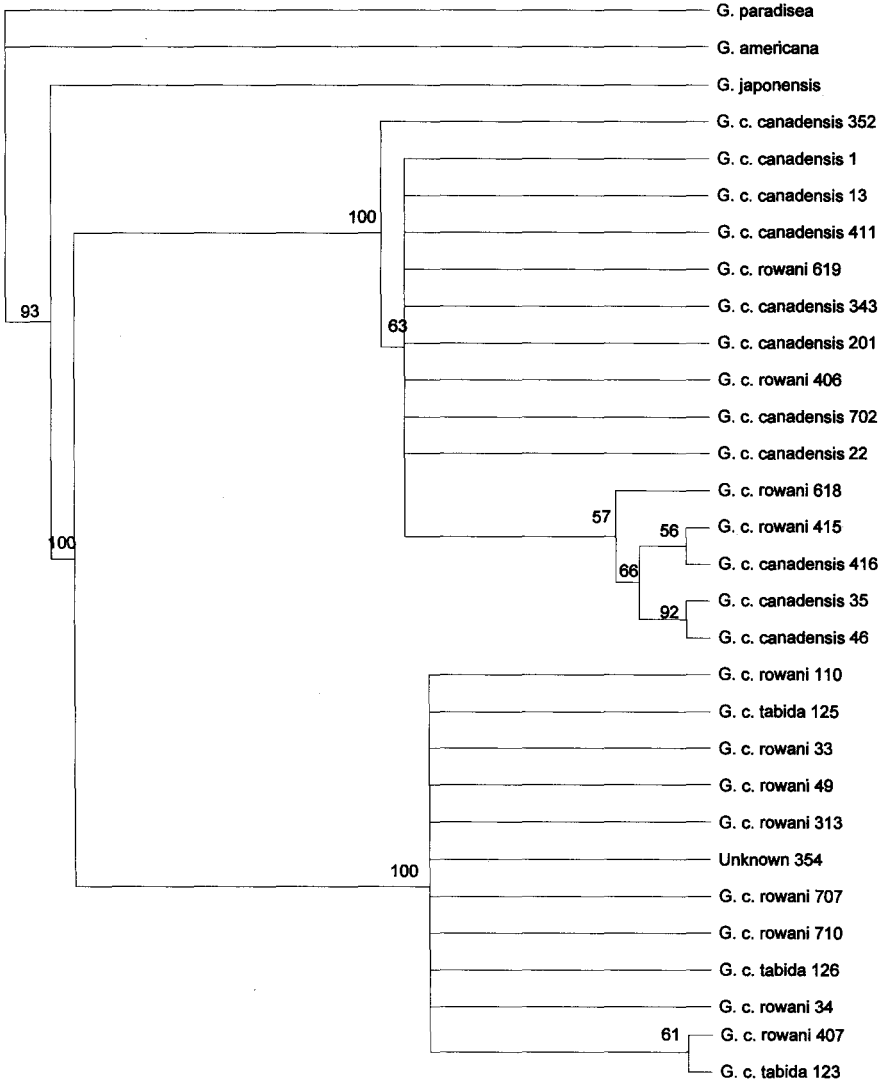 G. paradisea
G. americana
G. japonensis
G. c. canadensis 352
G. c. canadensis 1
G. c. canadensis 13
100
G. c. canadensis 411
G. c. rowani 619
93
G. c. canadensis 343
63
G. c. canadensis 201
G. c. rowani 406
G. c. canadensis 702
G. c. canadensis 22
G. c. rowani 618
57
56
G. c. rowani 415
100
G. c. canadensis 416
66
G. c. canadensis 35
92
G. c. canadensis 46
G. c. rowani 110
G. c. tabida 125
G. c. rowani 33
G. c. rowani 49
G. c. rowani 313
Unknown 354
100
G. c. rowani 707
G. c. rowani 710
G. c. tabida 126
G. c. rowani 34
61
G. c. rowani 407
G. c. tabida 123